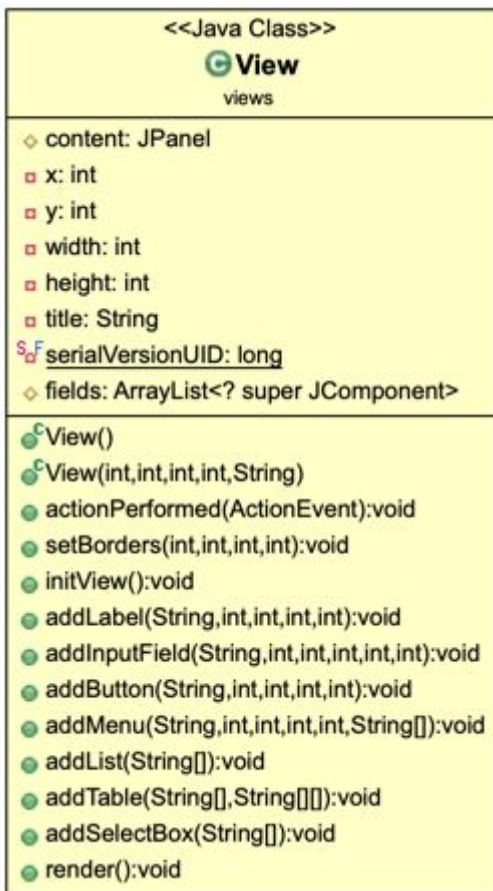 <<Java Class>>
C View
views
content: JPanel
x: int
y: int
width: int
height: int
title: String
S F serialVersionUID: long
fields: ArrayList<? super JComponent>
C View()
C View(int,int,int,int,String)
actionPerformed(ActionEvent):void
setBorders(int,int,int,int):void
initView():void
addLabel(String,int,int,int,int):void
addInputField(String,int,int,int,int,int):void
addButton(String,int,int,int,int):void
addMenu(String,int,int,int,int,String[]):void
addList(String[]):void
addTable(String[],String[][]):void
addSelectBox(String[]):void
render():void